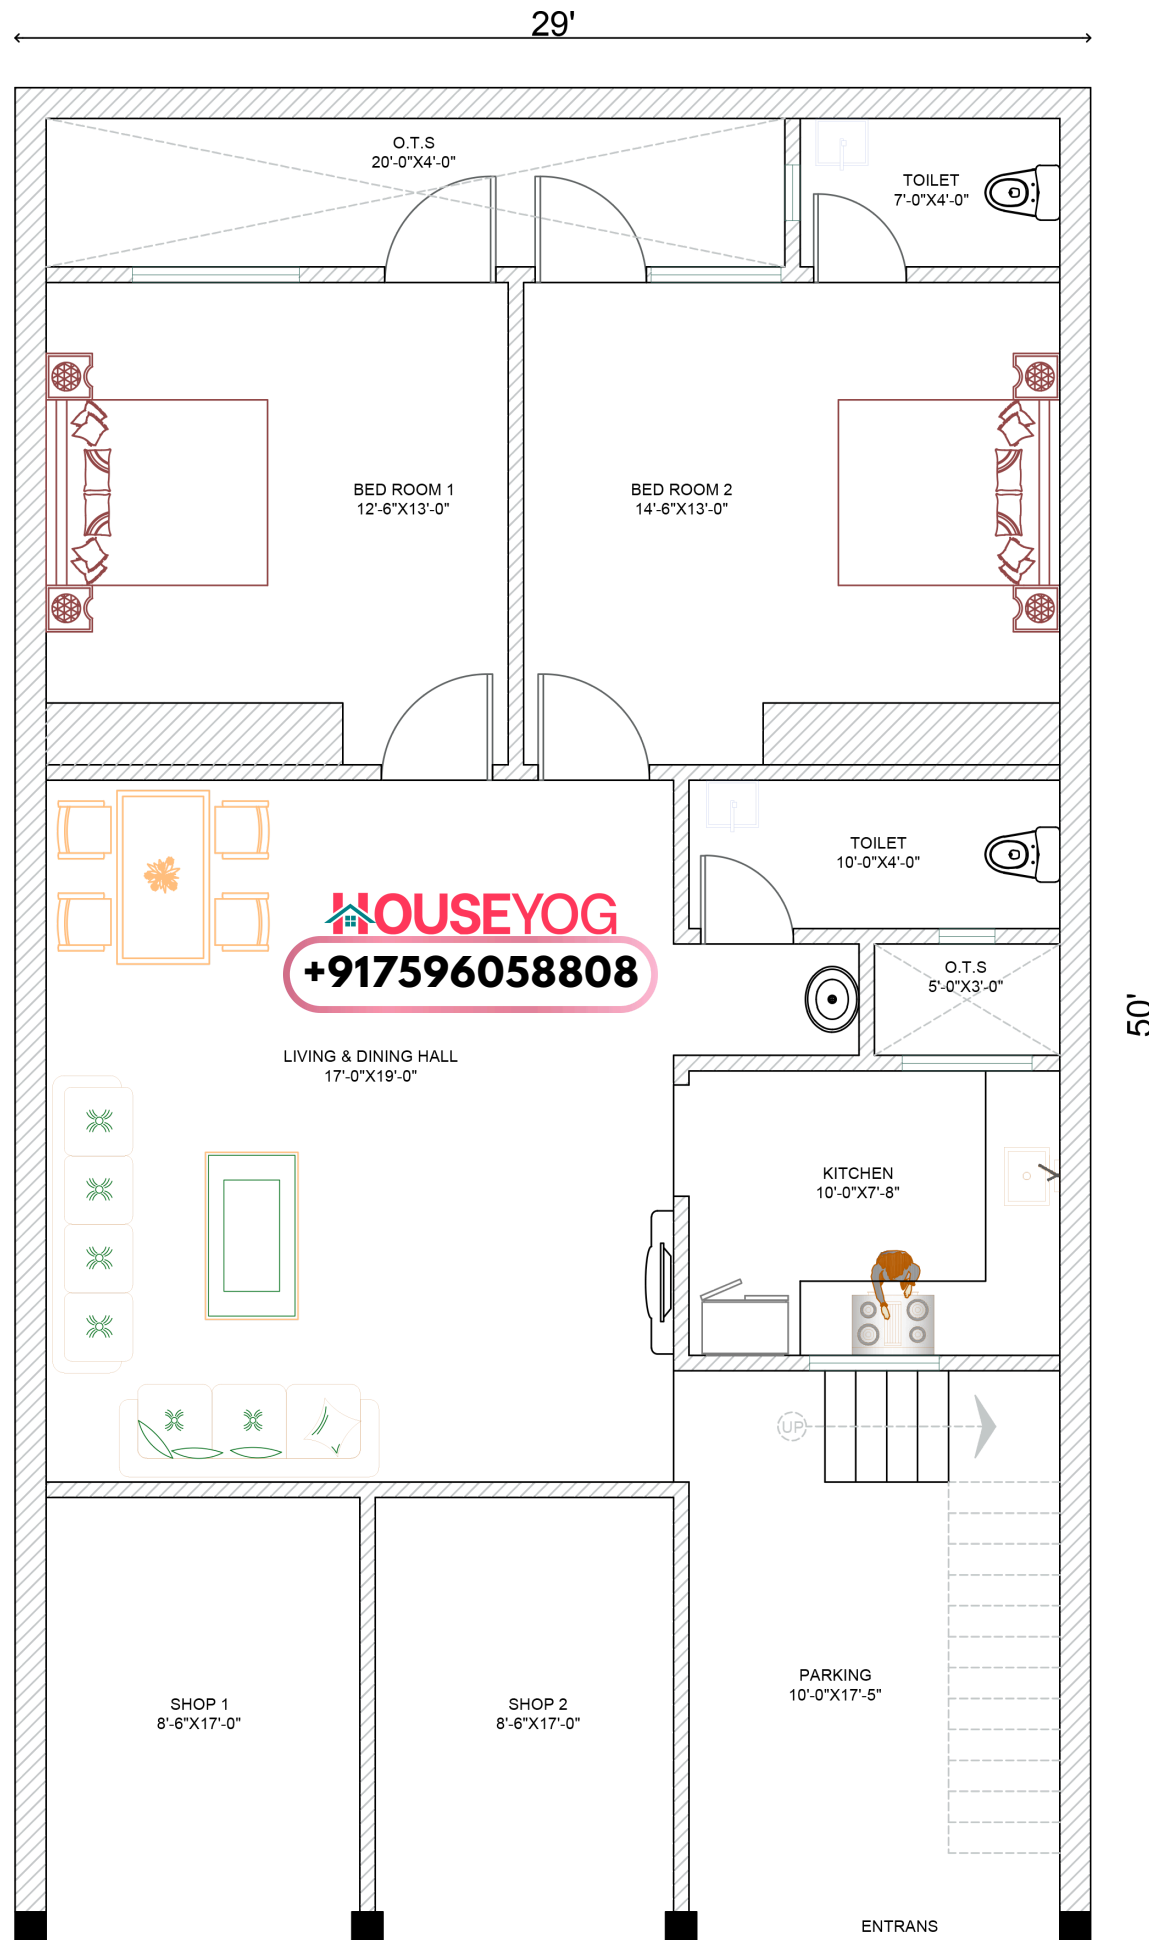 29'
O.T.S
20'-0"X4'-0"
TOILET
7'-0"X4'-0"
BED ROOM 1
12'-6"X13'-0"
BED ROOM 2
14'-6"X13'-0"
TOILET
10'-0"X4'-0"
HOUSEYOG
+917596058808
O.T.S
5'-0"X3'-0"
50'
LIVING & DINING HALL
17'-0"X19'-0"
KITCHEN
10'-0"X7'-8"
UP
PARKING
10'-0"X17'-5"
SHOP 1
8'-6"X17'-0"
SHOP 2
8'-6"X17'-0"
ENTRANS